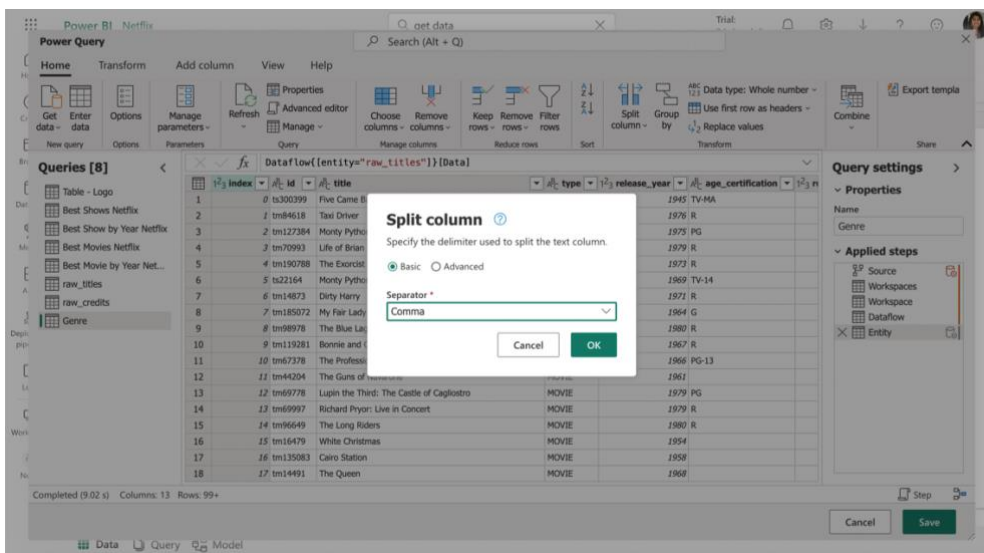 Power BI Netflix
get data
Trial:
Power Query
Search (Alt + Q)
Home Transform Add column View Help
Get data
Enter data
Options
Manage parameters
Refresh
Properties
Advanced editor
Manage
Choose columns
Remove columns
Keep rows
Remove rows
Filter rows
Split column
Group by
Data type: Whole number
Use first row as headers
Replace values
Combine
Export templa
New query Options Parameters Query Manage columns Reduce rows Sort Transform Share
Queries [8]
Table - Logo
Best Shows Netflix
Best Show by Year Netflix
Best Movies Netflix
Best Movie by Year Net...
raw_titles
raw_credits
Genre
fx Dataflow{[entity="raw_titles"]}[Data]
index id title type release_year age_certification
1 0 ts300399 Five Came B 1945 TV-MA
2 1 tm84618 Taxi Driver 1976 R
3 2 tm127384 Monty Pytho 1975 PG
4 3 tm70993 Life of Brian 1979 R
5 4 tm190788 The Exorcist 1973 R
6 5 ts22164 Monty Pytho 1969 TV-14
7 6 tm14873 Dirty Harry 1971 R
8 7 tm185072 My Fair Lady 1964 G
9 8 tm98978 The Blue La 1980 R
10 9 tm119281 Bonnie and 1967 R
11 10 tm67378 The Professi 1966 PG-13
12 11 tm44204 The Guns of MOVIE 1961
13 12 tm69778 Lupin the Third: The Castle of Cagliostro MOVIE 1979 PG
14 13 tm69997 Richard Pryor: Live in Concert MOVIE 1979 R
15 14 tm96649 The Long Riders MOVIE 1980 R
16 15 tm16479 White Christmas MOVIE 1954
17 16 tm135083 Cairo Station MOVIE 1958
18 17 tm14491 The Queen MOVIE 1968
Split column
Specify the delimiter used to split the text column.
Basic Advanced
Separator *
Comma
Cancel OK
Query settings
Properties
Name
Genre
Applied steps
Source
Workspaces
Workspace
Dataflow
Entity
Completed (9.02 s) Columns: 13 Rows: 99+
Step
Cancel Save
Data Query Model